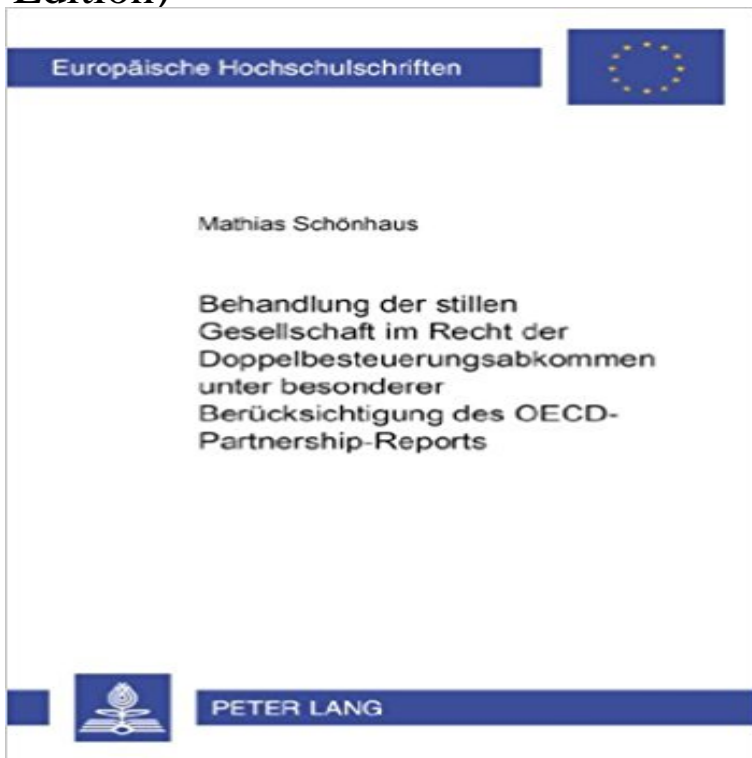 Edition)
Europäische Hochschulschriften
Mathias Schönhaus
Behandlung der stillen
Gesellschaft im Recht der
Doppelbesteuerungsabkommen
unter besonderer
Berücksichtigung des OECD-
Partnership-Reports
PETER LANG